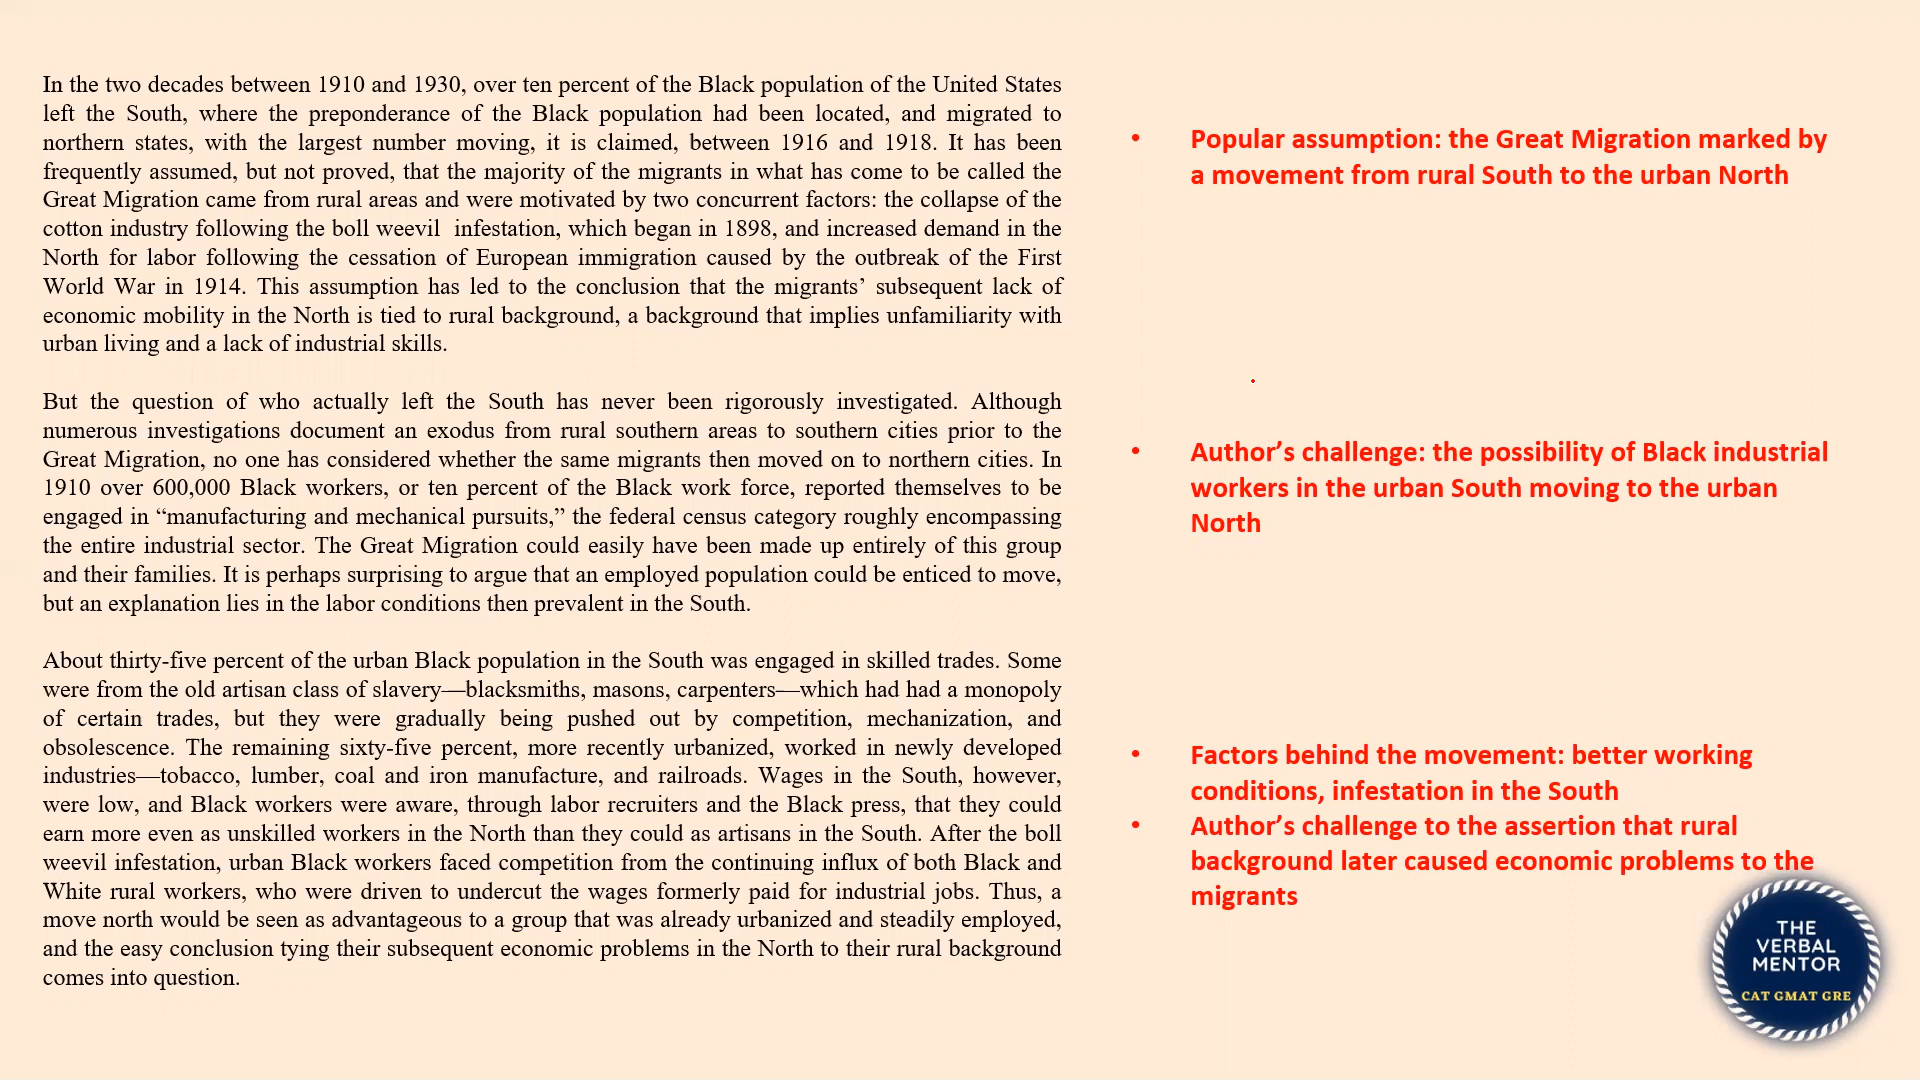 In the two decades between 1910 and 1930, over ten percent of the Black population of the United States
left the South, where the preponderance of the Black population had been located, and migrated to
northern states, with the largest number moving, it is claimed, between 1916 and 1918. It has been
frequently assumed, but not proved, that the majority of the migrants in what has come to be called the
Great Migration came from rural areas and were motivated by two concurrent factors: the collapse of the
cotton industry following the boll weevil  infestation, which began in 1898, and increased demand in the
North for labor following the cessation of European immigration caused by the outbreak of the First
World War in 1914. This assumption has led to the conclusion that the migrants’ subsequent lack of
economic mobility in the North is tied to rural background, a background that implies unfamiliarity with
urban living and a lack of industrial skills.
But the question of who actually left the South has never been rigorously investigated. Although
numerous investigations document an exodus from rural southern areas to southern cities prior to the
Great Migration, no one has considered whether the same migrants then moved on to northern cities. In
1910 over 600,000 Black workers, or ten percent of the Black work force, reported themselves to be
engaged in “manufacturing and mechanical pursuits,” the federal census category roughly encompassing
the entire industrial sector. The Great Migration could easily have been made up entirely of this group
and their families. It is perhaps surprising to argue that an employed population could be enticed to move,
but an explanation lies in the labor conditions then prevalent in the South.
About thirty-five percent of the urban Black population in the South was engaged in skilled trades. Some
were from the old artisan class of slavery—blacksmiths, masons, carpenters—which had had a monopoly
of certain trades, but they were gradually being pushed out by competition, mechanization, and
obsolescence. The remaining sixty-five percent, more recently urbanized, worked in newly developed
industries—tobacco, lumber, coal and iron manufacture, and railroads. Wages in the South, however,
were low, and Black workers were aware, through labor recruiters and the Black press, that they could
earn more even as unskilled workers in the North than they could as artisans in the South. After the boll
weevil infestation, urban Black workers faced competition from the continuing influx of both Black and
White rural workers, who were driven to undercut the wages formerly paid for industrial jobs. Thus, a
move north would be seen as advantageous to a group that was already urbanized and steadily employed,
and the easy conclusion tying their subsequent economic problems in the North to their rural background
comes into question.
• Popular assumption: the Great Migration marked by
a movement from rural South to the urban North
• Author’s challenge: the possibility of Black industrial
workers in the urban South moving to the urban
North
• Factors behind the movement: better working
conditions, infestation in the South
• Author’s challenge to the assertion that rural
background later caused economic problems to the
migrants
THE
VERBAL
MENTOR
CAT GMAT GRE